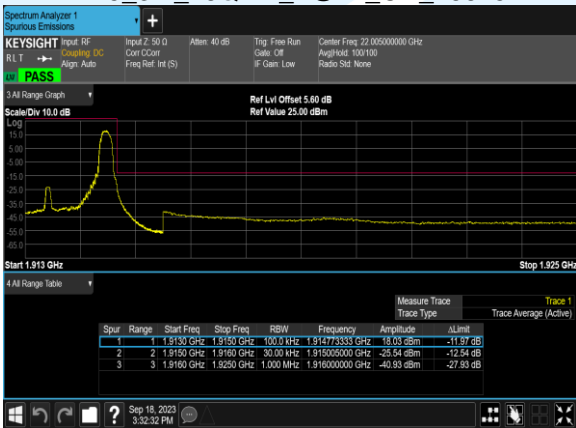 Spectrum Analyzer 1
Spurious Emissions
KEYSIGHT Input: RF Input Z: 50 Ω Atten: 40 dB Trig: Free Run Center Freq: 22.005000000 GHz
RLT Coupling: DC Corr CCorr Gate: Off Avg|Hold: 100/100
Align: Auto Freq Ref: Int (S) IF Gain: Low Radio Std: None
PASS
3 All Range Graph
Ref Lvl Offset 5.60 dB
Scale/Div 10.0 dB Ref Value 25.00 dBm
Log
15.0
5.00
-5.00
-15.0
-25.0
-35.0
-45.0
-55.0
-65.0
Start 1.913 GHz Stop 1.925 GHz
4 All Range Table
Measure Trace Trace 1
Trace Type Trace Average (Active)
Spur Range Start Freq Stop Freq RBW Frequency Amplitude ΔLimit
1 1 1.9130 GHz 1.9150 GHz 100.0 kHz 1.914773333 GHz 18.03 dBm -11.97 dB
2 2 1.9150 GHz 1.9160 GHz 30.00 kHz 1.915005000 GHz -25.54 dBm -12.54 dB
3 3 1.9160 GHz 1.9250 GHz 1.000 MHz 1.916000000 GHz -40.93 dBm -27.93 dB
Sep 18, 2023
3:32:32 PM